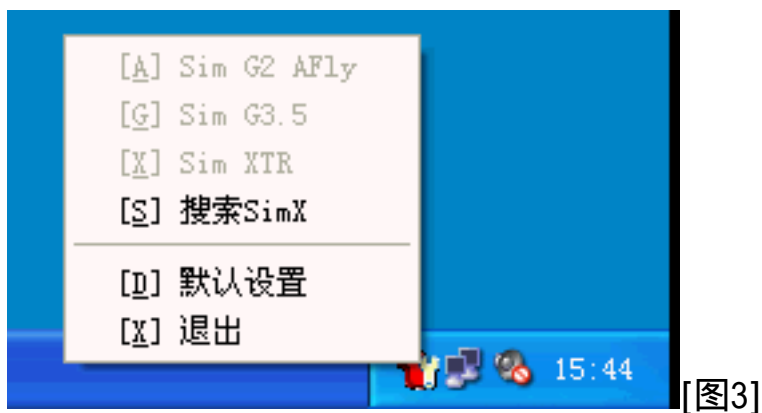 [A] Sim G2 AFly
[G] Sim G3.5
[X] Sim XTR
[S] 搜索SimX
[D] 默认设置
[X] 退出
15:44
[图3]